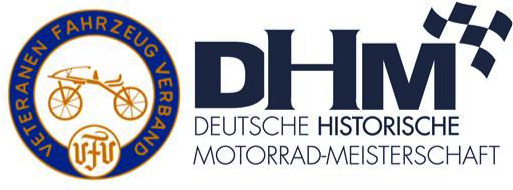 VETERANEN FAHRZEUG VERBAND
VFV
DHM
DEUTSCHE HISTORISCHE
MOTORRAD-MEISTERSCHAFT